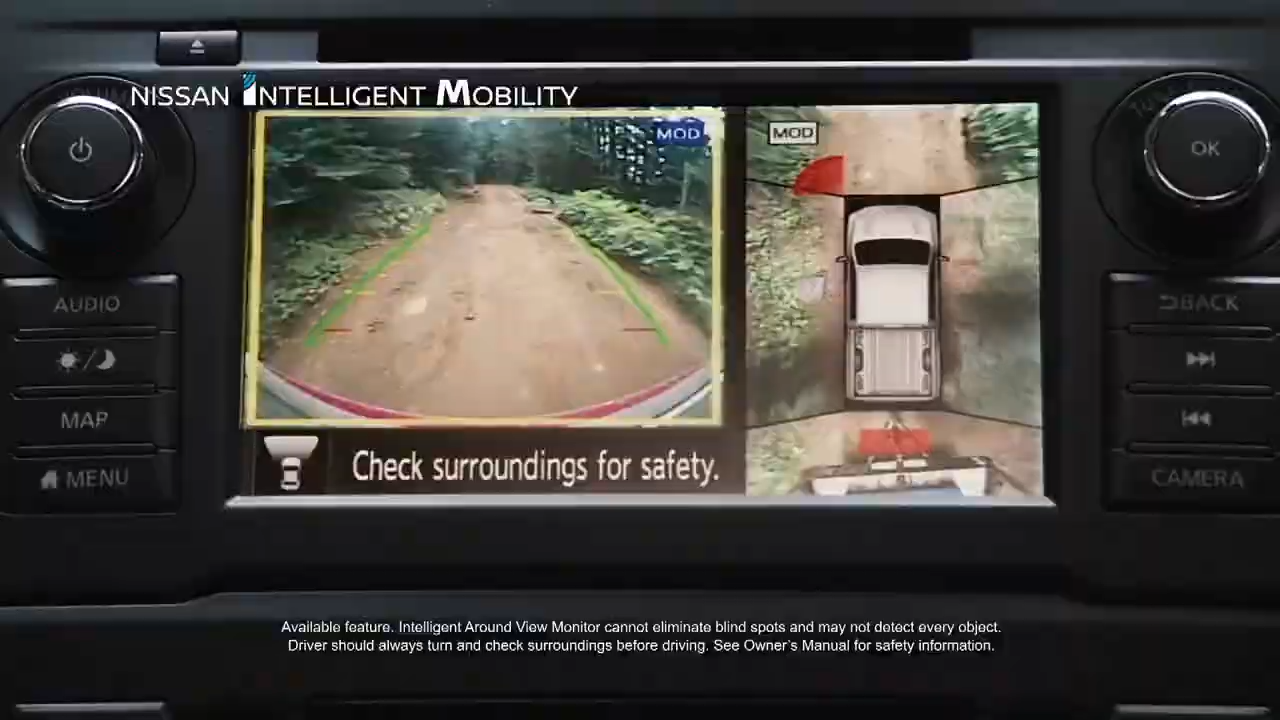 NISSAN INTELLIGENT MOBILITY
MOD
MOD
OK
AUDIO
MAP
MENU
BACK
CAMERA
Check surroundings for safety.
Available feature. Intelligent Around View Monitor cannot eliminate blind spots and may not detect every object.
Driver should always turn and check surroundings before driving. See Owner's Manual for safety information.